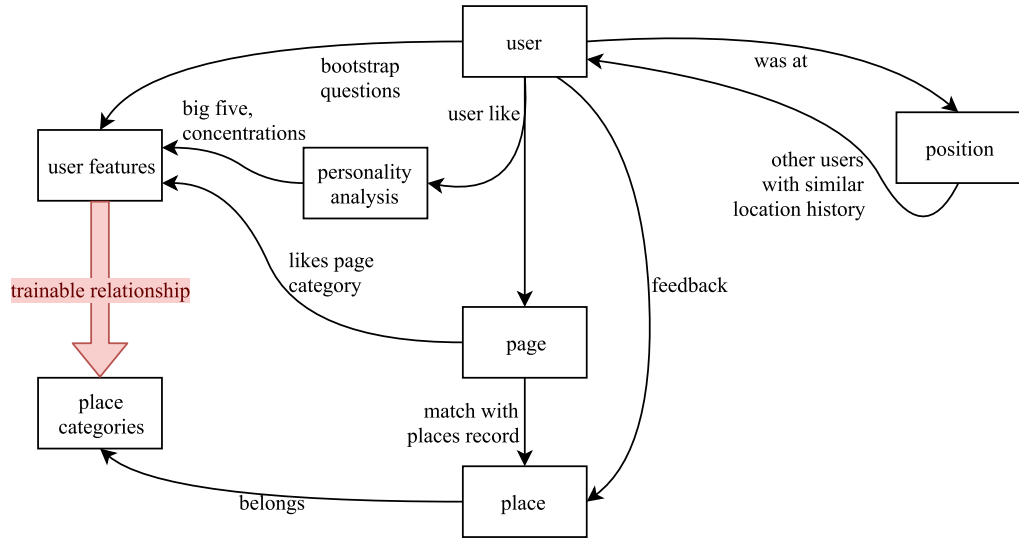 user
was at
bootstrap
questions
big five,
concentrations
user like
user features
personality
analysis
position
other users
with similar
location history
likes page
category
trainable relationship
feedback
page
place
categories
match with
places record
belongs
place